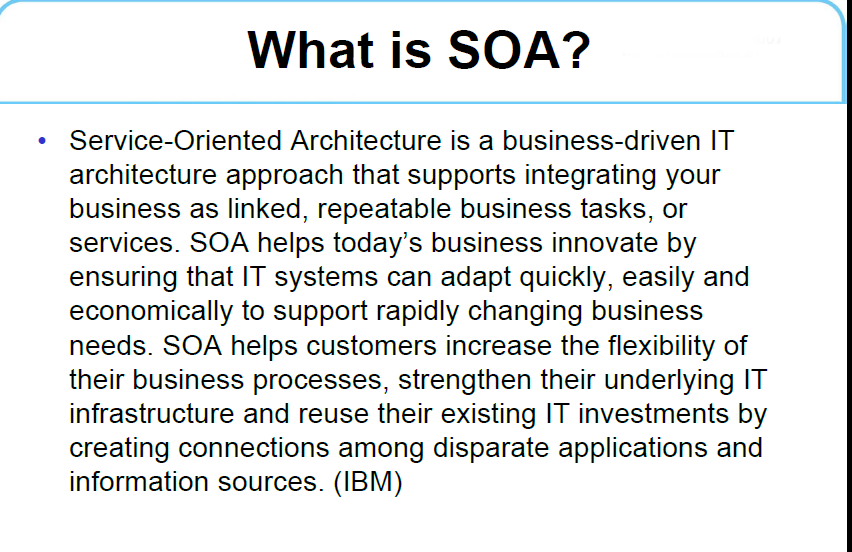 What is SOA?
• Service-Oriented Architecture is a business-driven IT
architecture approach that supports integrating your
business as linked, repeatable business tasks, or
services. SOA helps today’s business innovate by
ensuring that IT systems can adapt quickly, easily and
economically to support rapidly changing business
needs. SOA helps customers increase the flexibility of
their business processes, strengthen their underlying IT
infrastructure and reuse their existing IT investments by
creating connections among disparate applications and
information sources. (IBM)